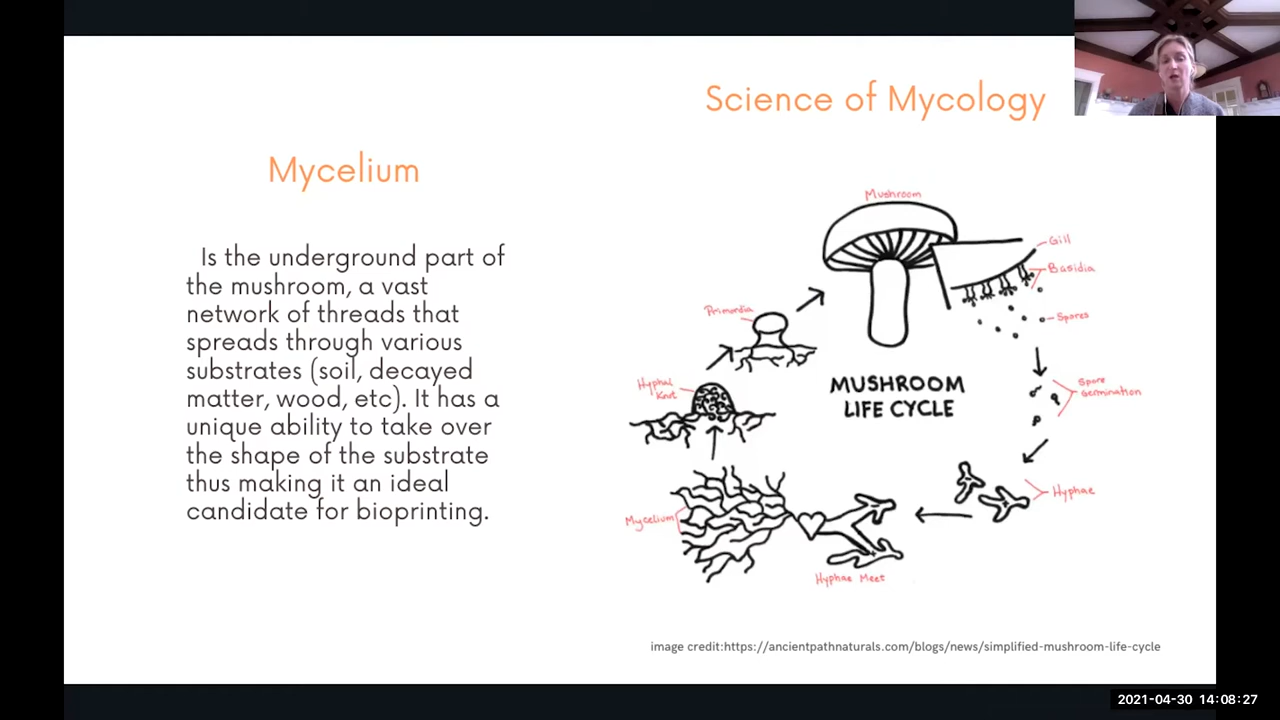 Science of Mycology
Mycelium
Is the underground part of
the mushroom, a vast
network of threads that
spreads through various
substrates (soil, decayed
matter, wood, etc). It has a
unique ability to take over
the shape of the substrate
thus making it an ideal
candidate for bioprinting.
Mushroom
Gill
Basidia
Spores
Primordia
Hyphal
Knot
MUSHROOM
LIFE CYCLE
Spore
Germination
Hyphae
Mycelium
Hyphae Meet
image credit:https://ancientpathnaturals.com/blogs/news/simplified-mushroom-life-cycle
2021-04-30 14:08:27